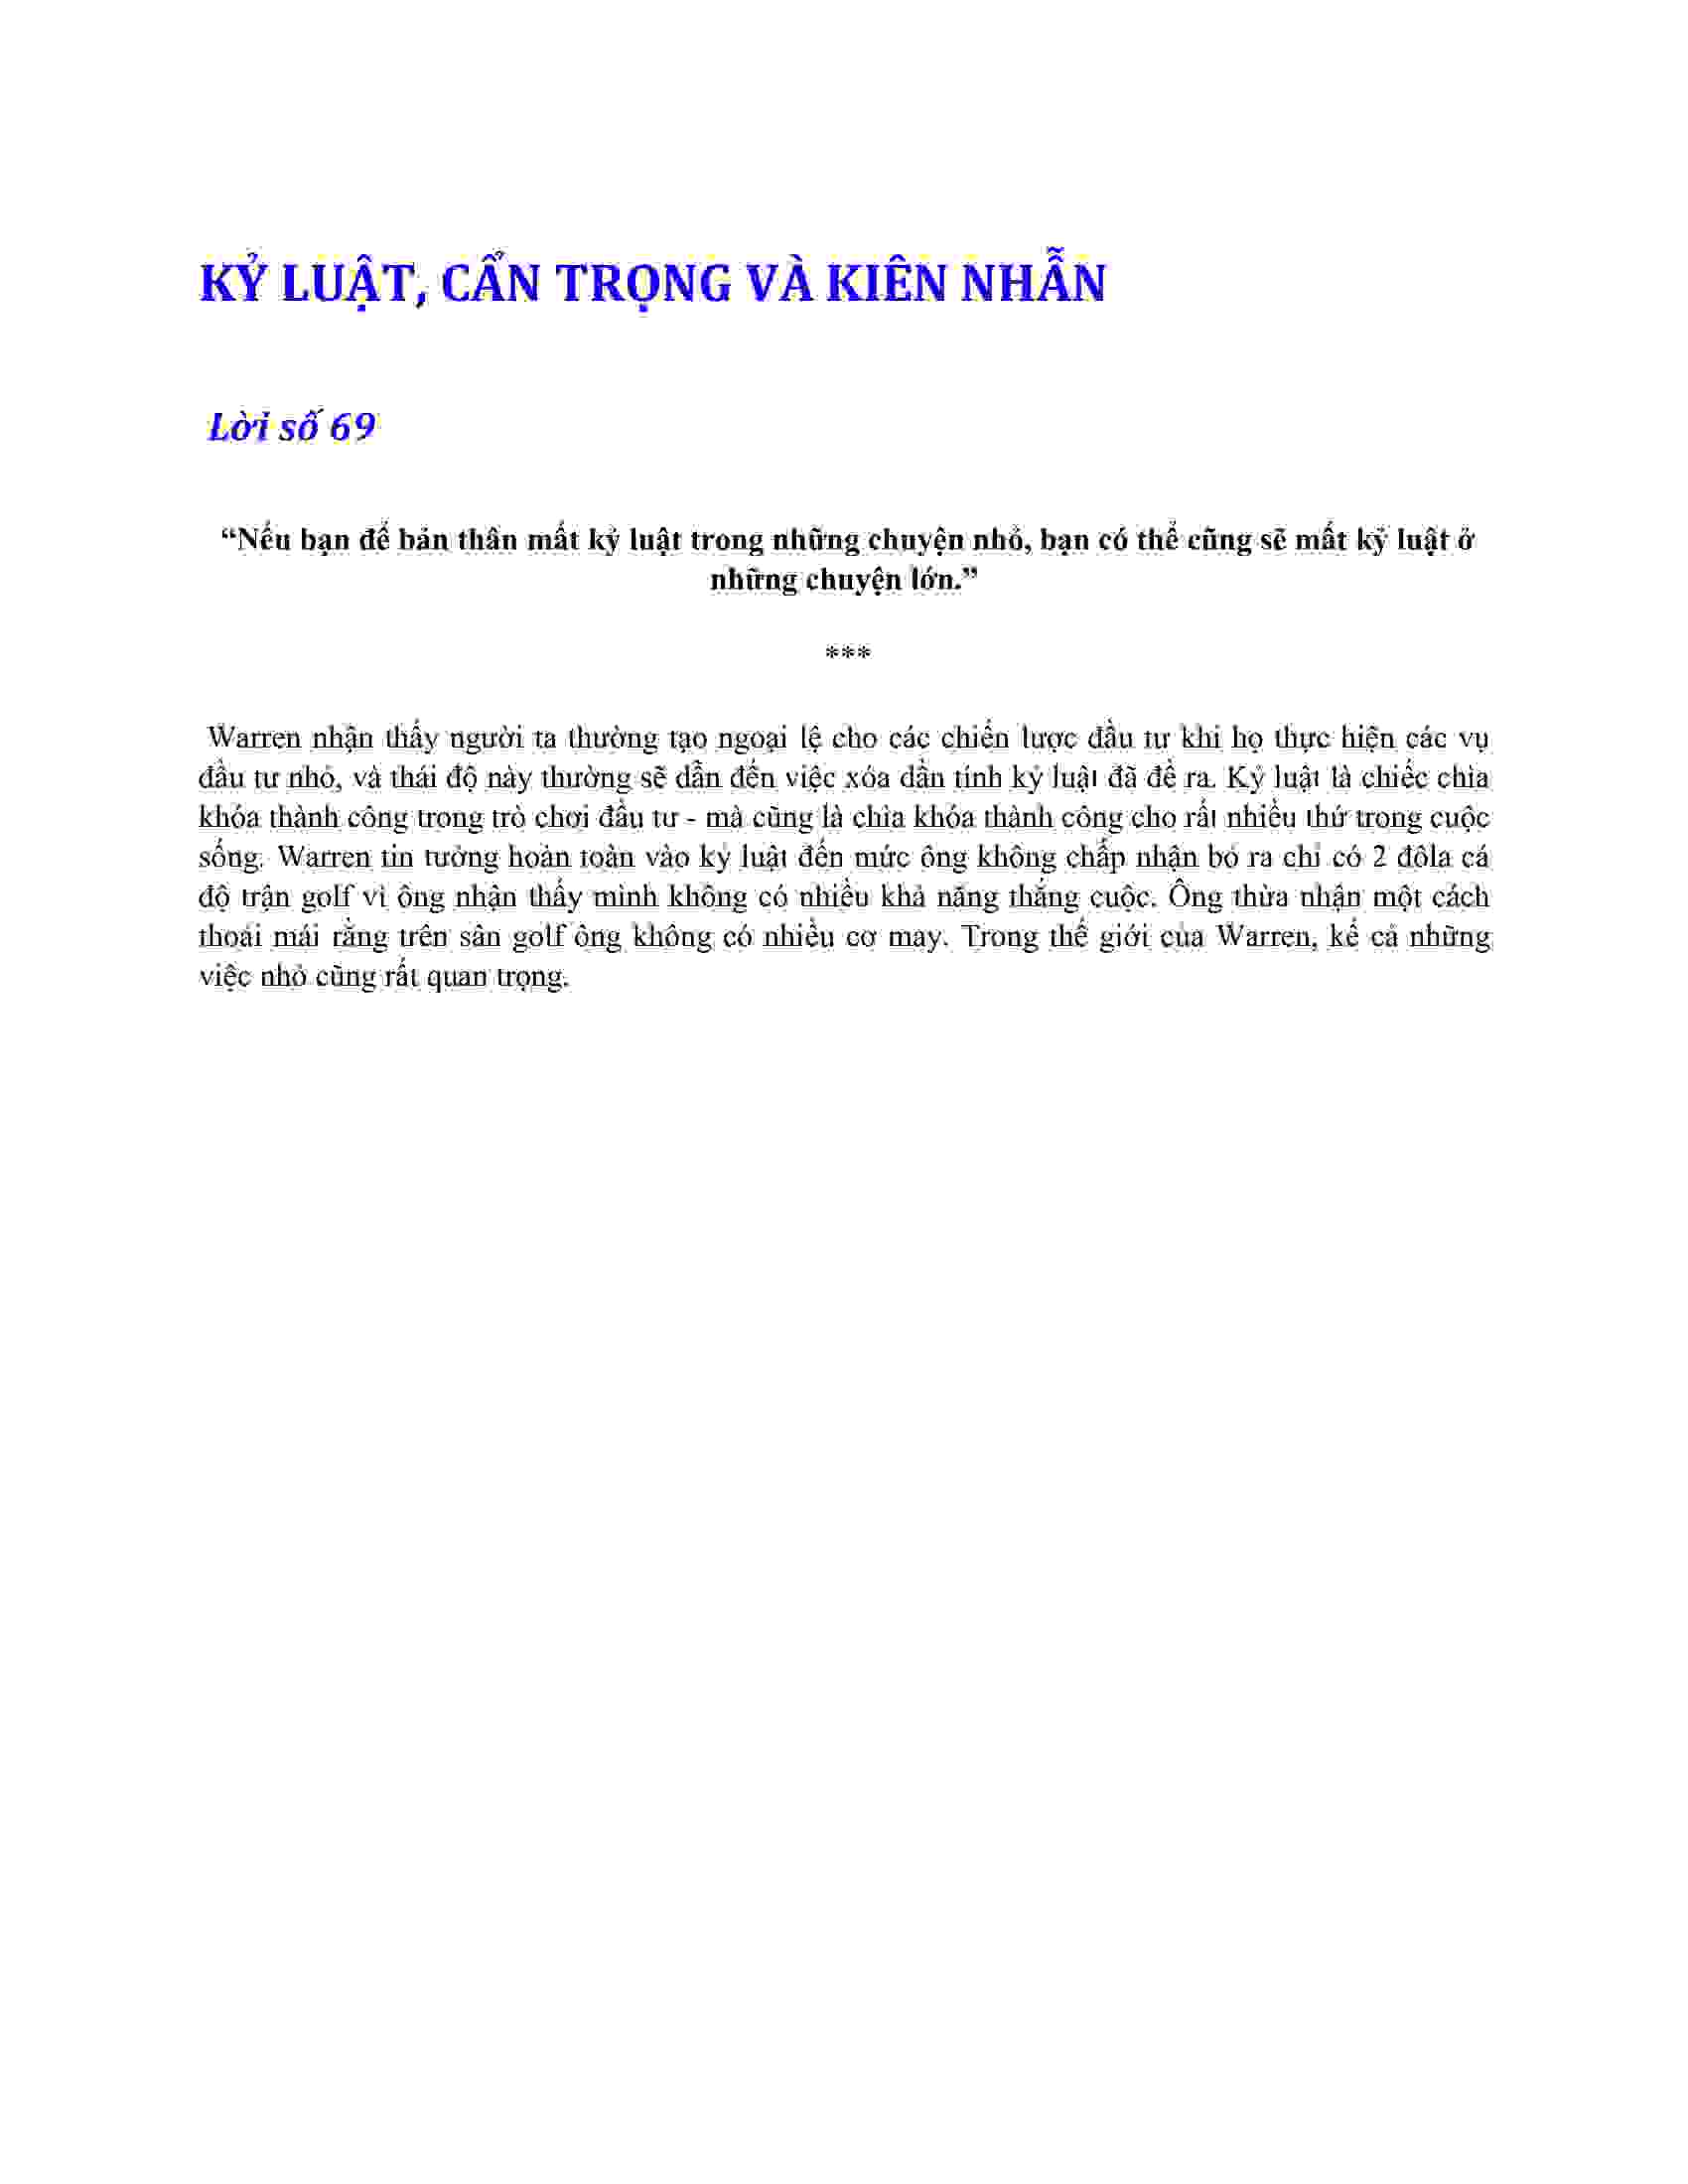 KỶ LUẬT, CẨN TRỌNG VÀ KIÊN NHẪN
Lời số 69
“Nếu bạn để bản thân mất kỷ luật trong những chuyện nhỏ, bạn có thể cũng sẽ mất kỷ luật ở
những chuyện lớn.”
***
Warren nhận thấy người ta thường tạo ngoại lệ cho các chiến lược đầu tư khi họ thực hiện các vụ
đầu tư nhỏ, và thái độ này thường sẽ dẫn đến việc xóa dần tính kỷ luật đã đề ra. Kỷ luật là chiếc chìa
khóa thành công trong trò chơi đầu tư - mà cũng là chìa khóa thành công cho rất nhiều thứ trong cuộc
sống. Warren tin tưởng hoàn toàn vào kỷ luật đến mức ông không chấp nhận bỏ ra chỉ có 2 đôla cá
độ trận golf vì ông nhận thấy mình không có nhiều khả năng thắng cuộc. Ông thừa nhận một cách
thoải mái rằng trên sân golf ông không có nhiều cơ may. Trong thế giới của Warren, kể cả những
việc nhỏ cũng rất quan trọng.